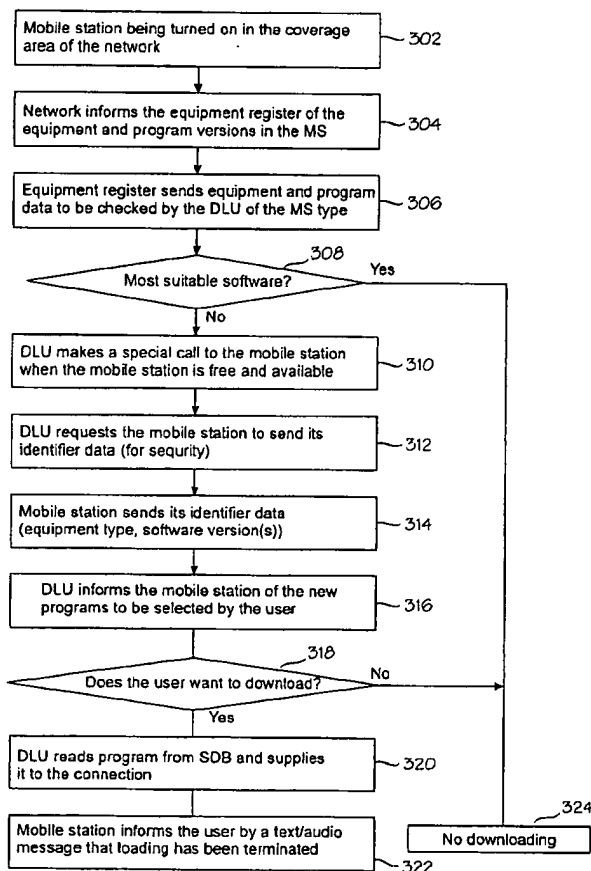 Mobile station being turned on in the coverage
area of the network
302
Network informs the equipment register of the
equipment and program versions in the MS
304
Equipment register sends equipment and program
data to be checked by the DLU of the MS type
306
308
Most suitable software?
Yes
No
DLU makes a special call to the mobile station
when the mobile station is free and available
310
DLU requests the mobile station to send its
identifier data (for sequrity)
312
Mobile station sends its identifier data
(equipment type, software version(s))
314
DLU informs the mobile station of the new
programs to be selected by the user
316
318
Does the user want to download?
No
Yes
DLU reads program from SDB and supplies
it to the connection
320
324
No downloading
Mobile station informs the user by a text/audio
message that loading has been terminated
322